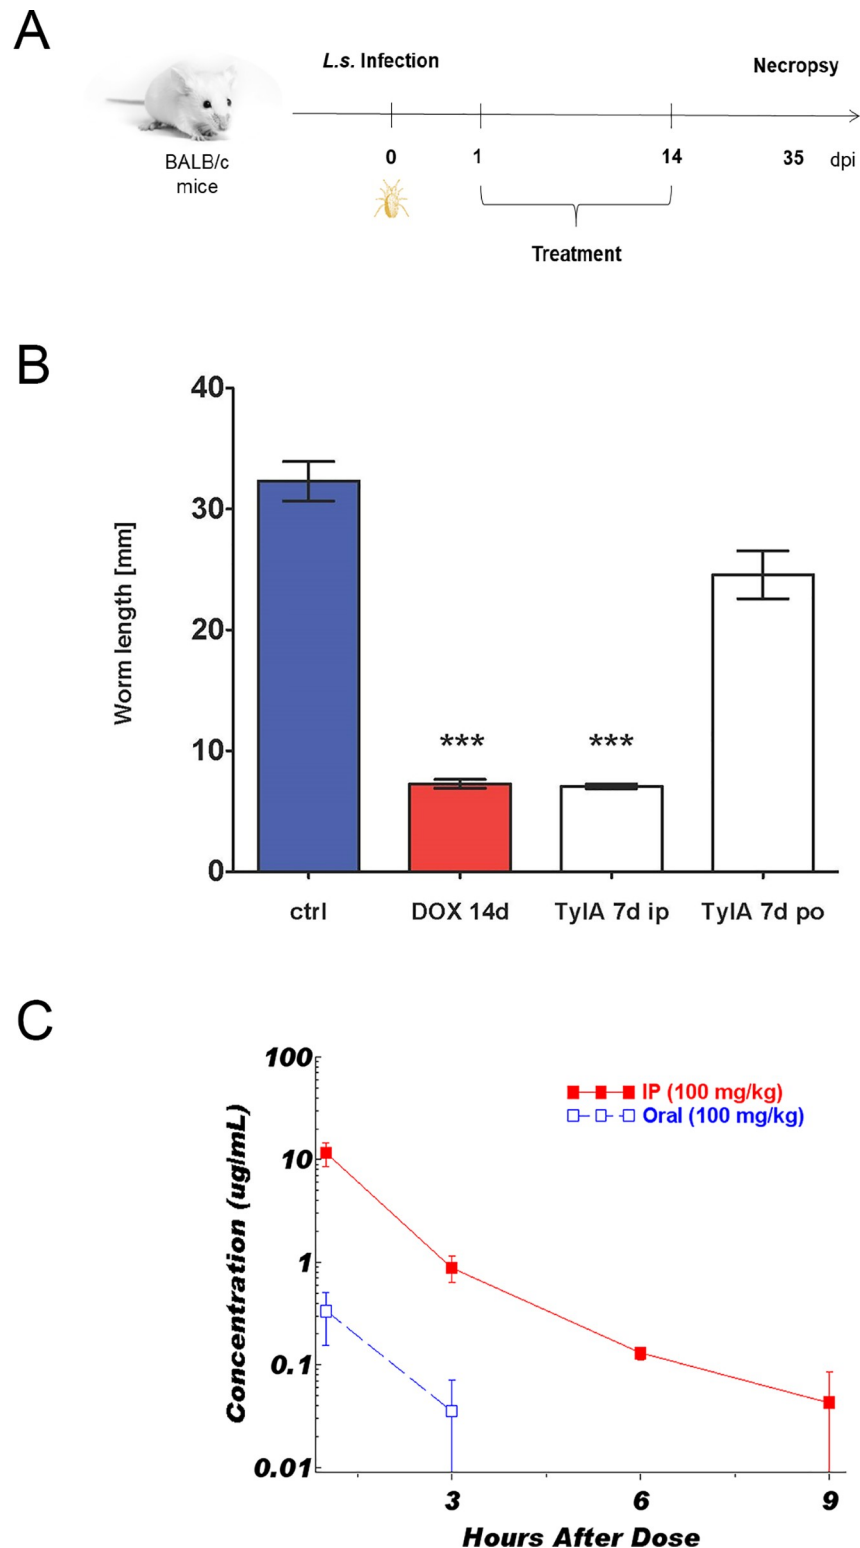 A
L.s. Infection
Necropsy
BALB/c
mice
0
1
14
35
dpi
Treatment
B
Worm length [mm]
40
30
20
10
0
***
***
ctrl
DOX 14d
TylA 7d ip
TylA 7d po
C
Concentration (ug/mL)
100
10
1
0.1
0.01
IP (100 mg/kg)
Oral (100 mg/kg)
3
6
9
Hours After Dose